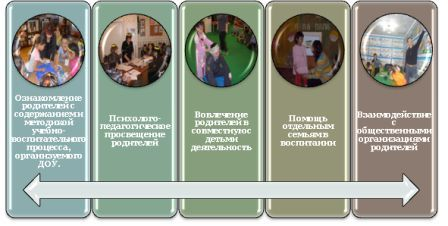 Ознакомление
родителей с
содержанием и
методикой
учебно-
воспитательного
процесса,
организуемого
ДОУ.
Психолого-
педагогическое
просвещение
родителей
Вовлечение
родителей в
совместную с
детьми
деятельность
Помощь
отдельным
семьям в
воспитании
Взаимодействие
с
общественными
организациями
родителей